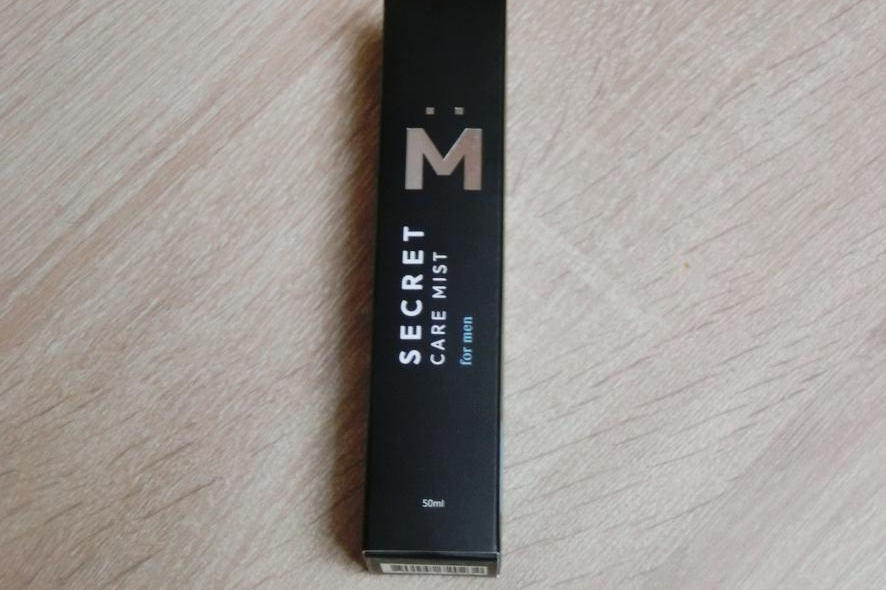 M̈
SECRET
CARE MIST
for men
50ml